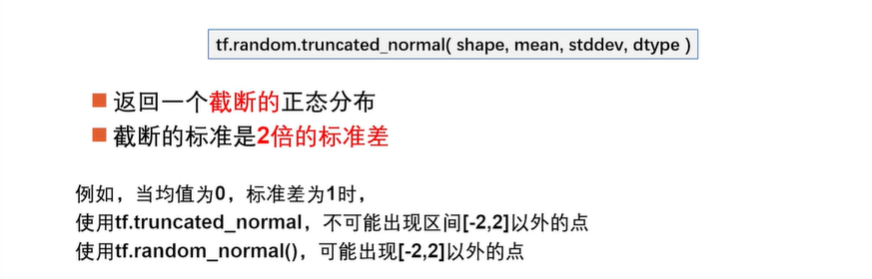 tf.random.truncated_normal( shape, mean, stddev, dtype )
返回一个截断的正态分布
截断的标准是2倍的标准差
例如，当均值为0，标准差为1时，
使用tf.truncated_normal，不可能出现区间[-2,2]以外的点
使用tf.random_normal()，可能出现[-2,2]以外的点